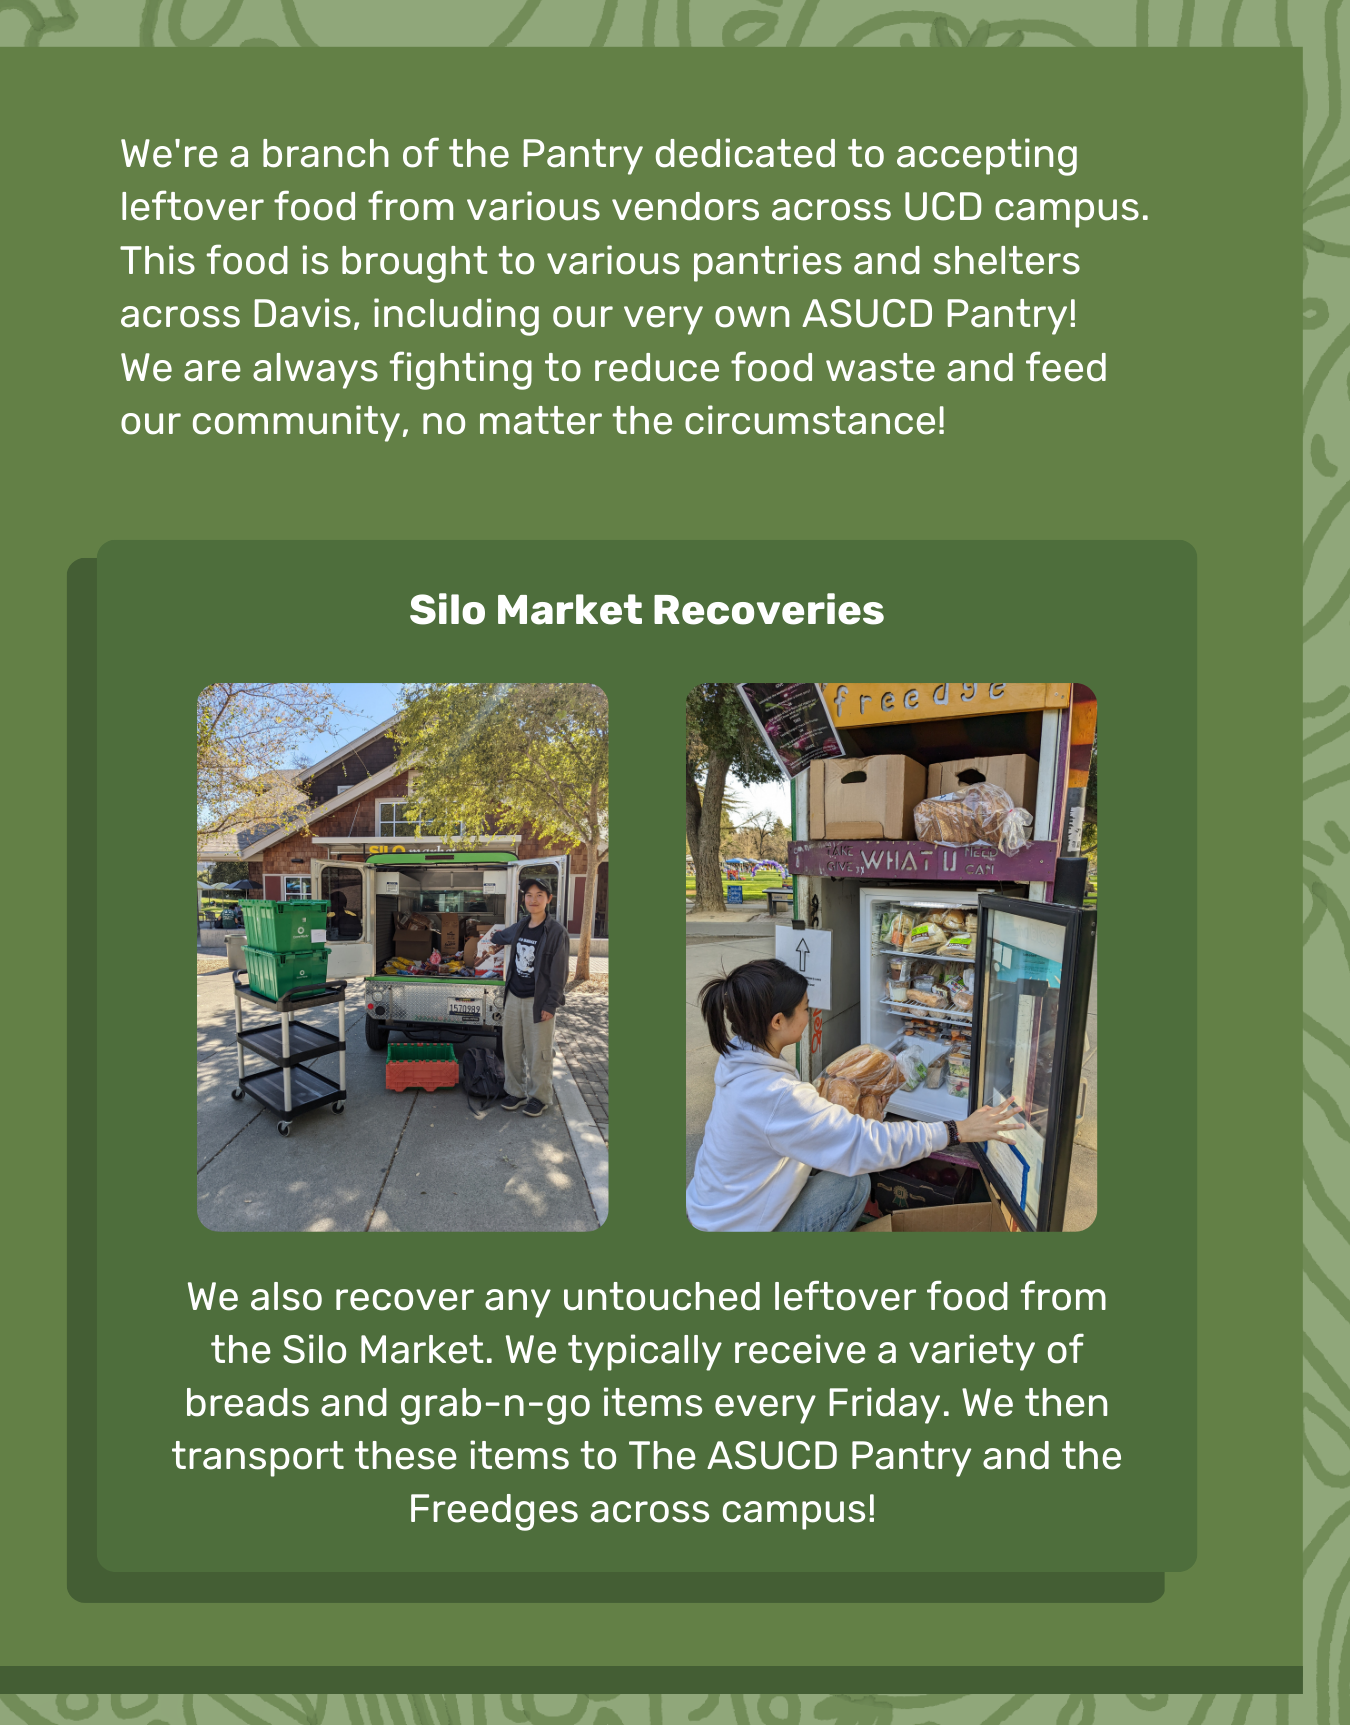 We're a branch of the Pantry dedicated to accepting
leftover food from various vendors across UCD campus.
This food is brought to various pantries and shelters
across Davis, including our very own ASUCD Pantry!
We are always fighting to reduce food waste and feed
our community, no matter the circumstance!
Silo Market Recoveries
SILO market
1570989
freedge
TAKE WHAT U NEED
GIVE CAN
We also recover any untouched leftover food from
the Silo Market. We typically receive a variety of
breads and grab-n-go items every Friday. We then
transport these items to The ASUCD Pantry and the
Freedges across campus!